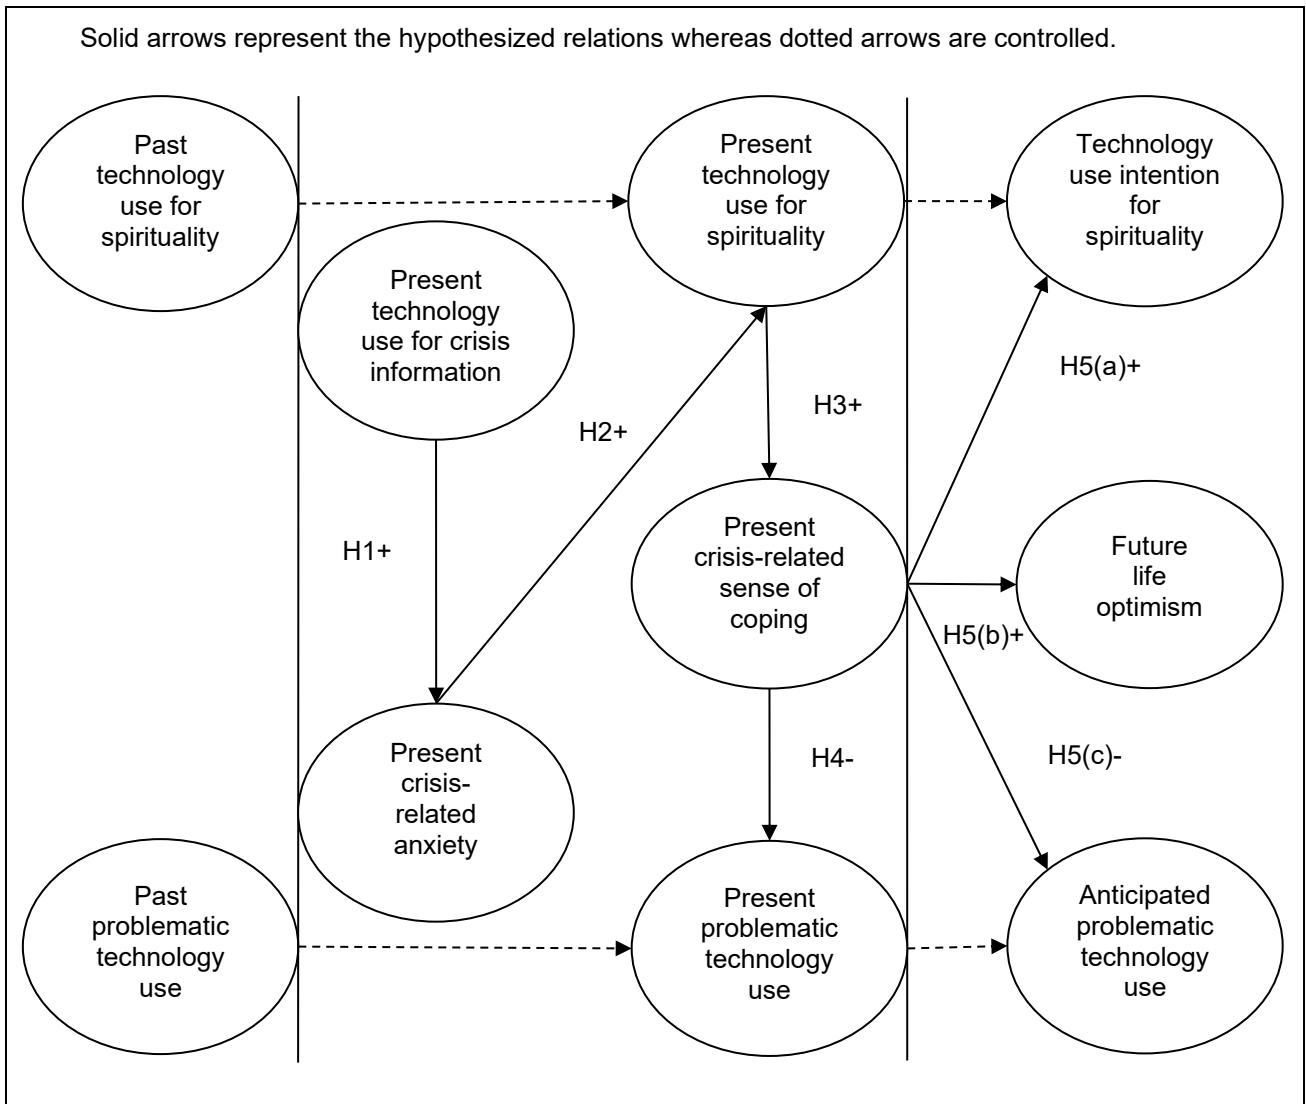 Solid arrows represent the hypothesized relations whereas dotted arrows are controlled.
Past
technology
use for
spirituality
Present
technology
use for
spirituality
Technology
use intention
for
spirituality
Present
technology
use for crisis
information
H5(a)+
H3+
H2+
H1+
Present
crisis-related
sense of
coping
Future
life
optimism
H5(b)+
H4-
H5(c)-
Present
crisis-
related
anxiety
Past
problematic
technology
use
Present
problematic
technology
use
Anticipated
problematic
technology
use